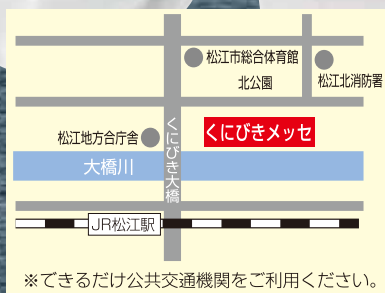 松江市総合体育館
北公園
松江北消防署
くにびきメッセ
松江地方合庁舎
くにびき大橋
大橋川
JR松江駅
※できるだけ公共交通機関をご利用ください。